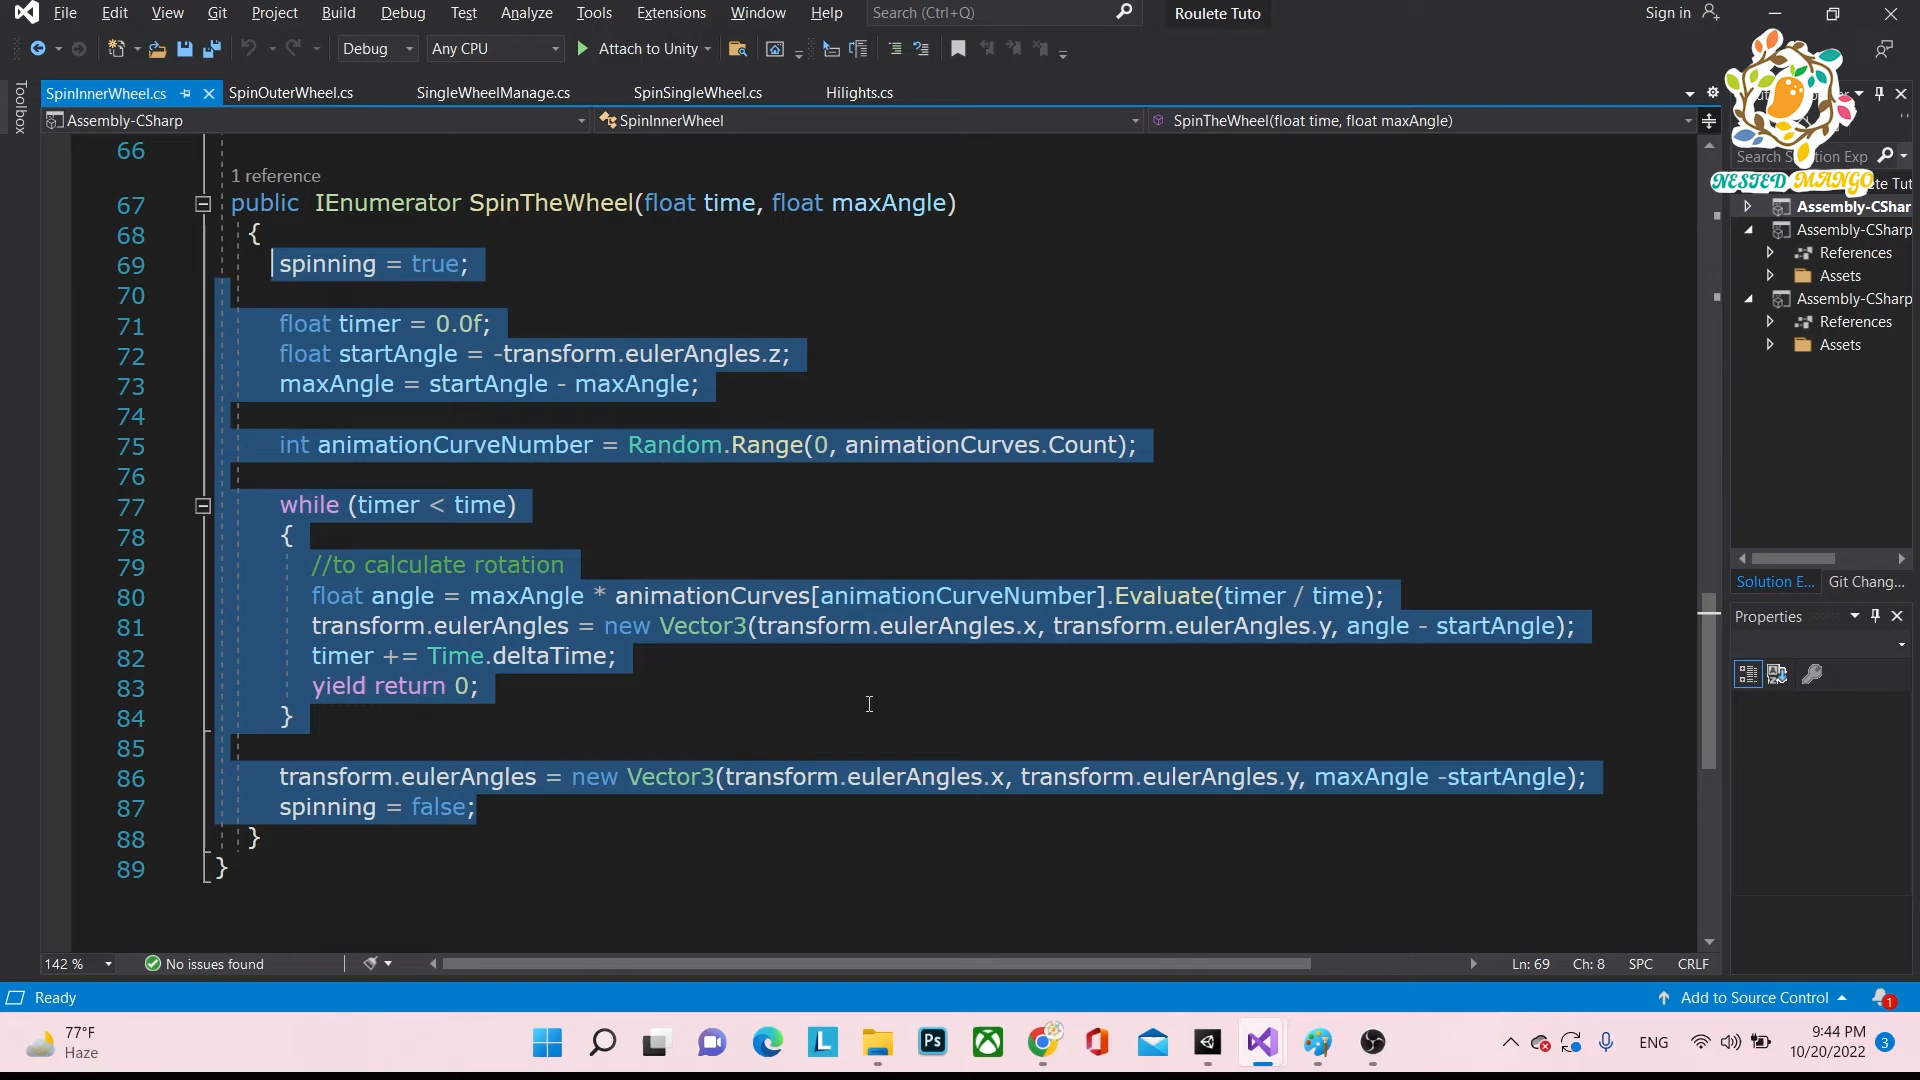 File Edit View Git Project Build Debug Test Analyze Tools Extensions Window Help Search (Ctrl+Q) Roulete Tuto Sign in
Debug Any CPU Attach to Unity
Toolbox
SpinInnerWheel.cs SpinOuterWheel.cs SingleWheelManage.cs SpinSingleWheel.cs Hilights.cs
Assembly-CSharp SpinInnerWheel SpinTheWheel(float time, float maxAngle)
66
1 reference
67 public IEnumerator SpinTheWheel(float time, float maxAngle)
68 {
69 spinning = true;
70
71 float timer = 0.0f;
72 float startAngle = -transform.eulerAngles.z;
73 maxAngle = startAngle - maxAngle;
74
75 int animationCurveNumber = Random.Range(0, animationCurves.Count);
76
77 while (timer < time)
78 {
79 //to calculate rotation
80 float angle = maxAngle * animationCurves[animationCurveNumber].Evaluate(timer / time);
81 transform.eulerAngles = new Vector3(transform.eulerAngles.x, transform.eulerAngles.y, angle - startAngle);
82 timer += Time.deltaTime;
83 yield return 0;
84 }
85
86 transform.eulerAngles = new Vector3(transform.eulerAngles.x, transform.eulerAngles.y, maxAngle -startAngle);
87 spinning = false;
88 }
89 }
142 % No issues found Ln: 69 Ch: 8 SPC CRLF
NESTED MANGO
Assembly-CShar
Assembly-CSharp
References
Assets
Assembly-CSharp
References
Assets
Solution E... Git Chang...
Properties
Ready Add to Source Control 1
77°F
Haze
Ps
ENG
9:44 PM
10/20/2022
3